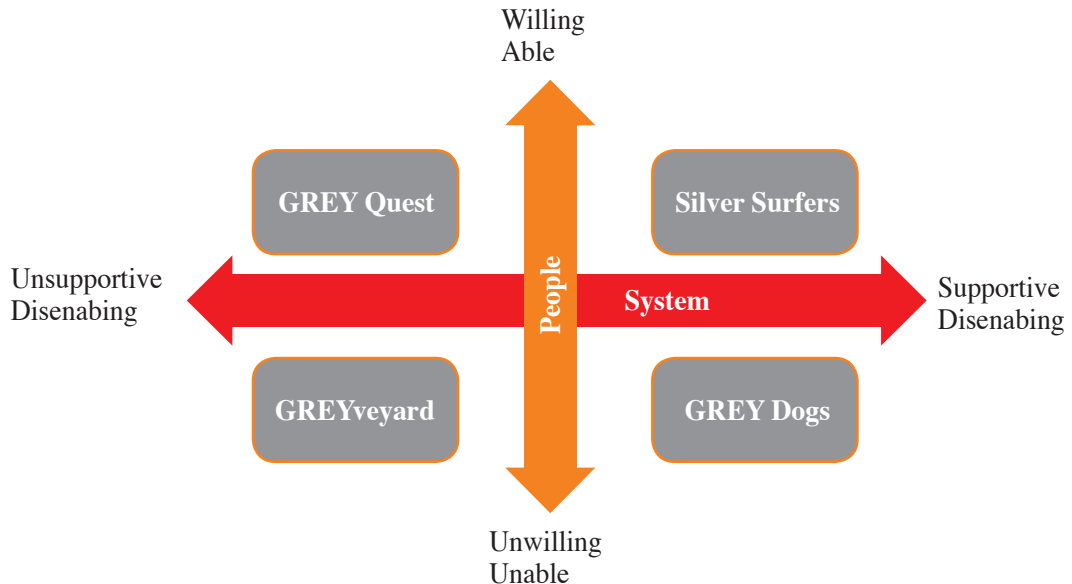 Willing
Able
GREY Quest
Silver Surfers
Unsupportive
Disenabing
People
System
Supportive
Disenabing
GREYveyard
GREY Dogs
Unwilling
Unable